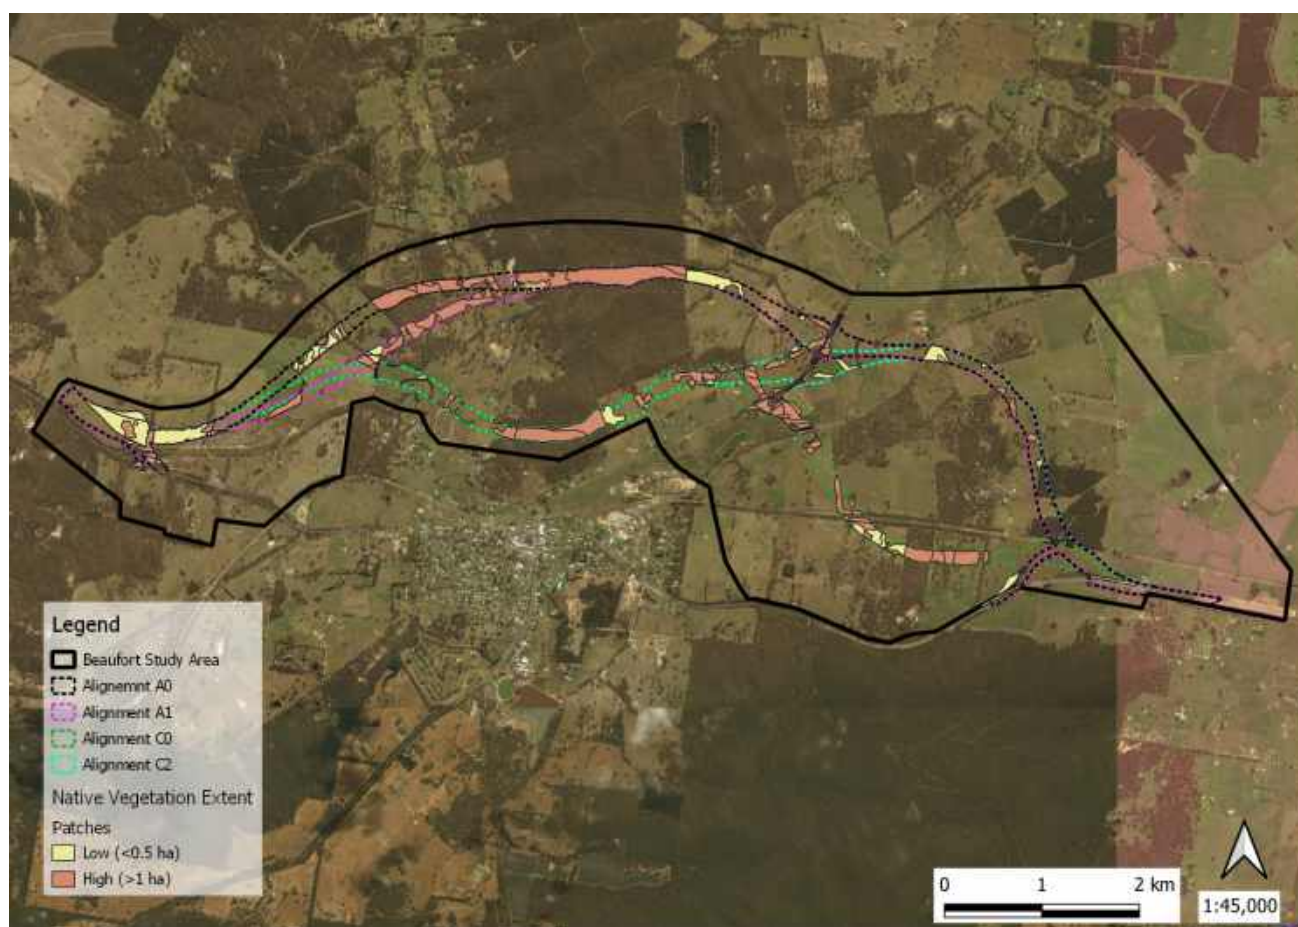 Legend
Beaufort Study Area
Alignemnt A0
Alignment A1
Alignment C0
Alignment C2
Native Vegetation Extent
Patches
Low (<0.5 ha)
High (>1 ha)
0 1 2 km
1:45,000